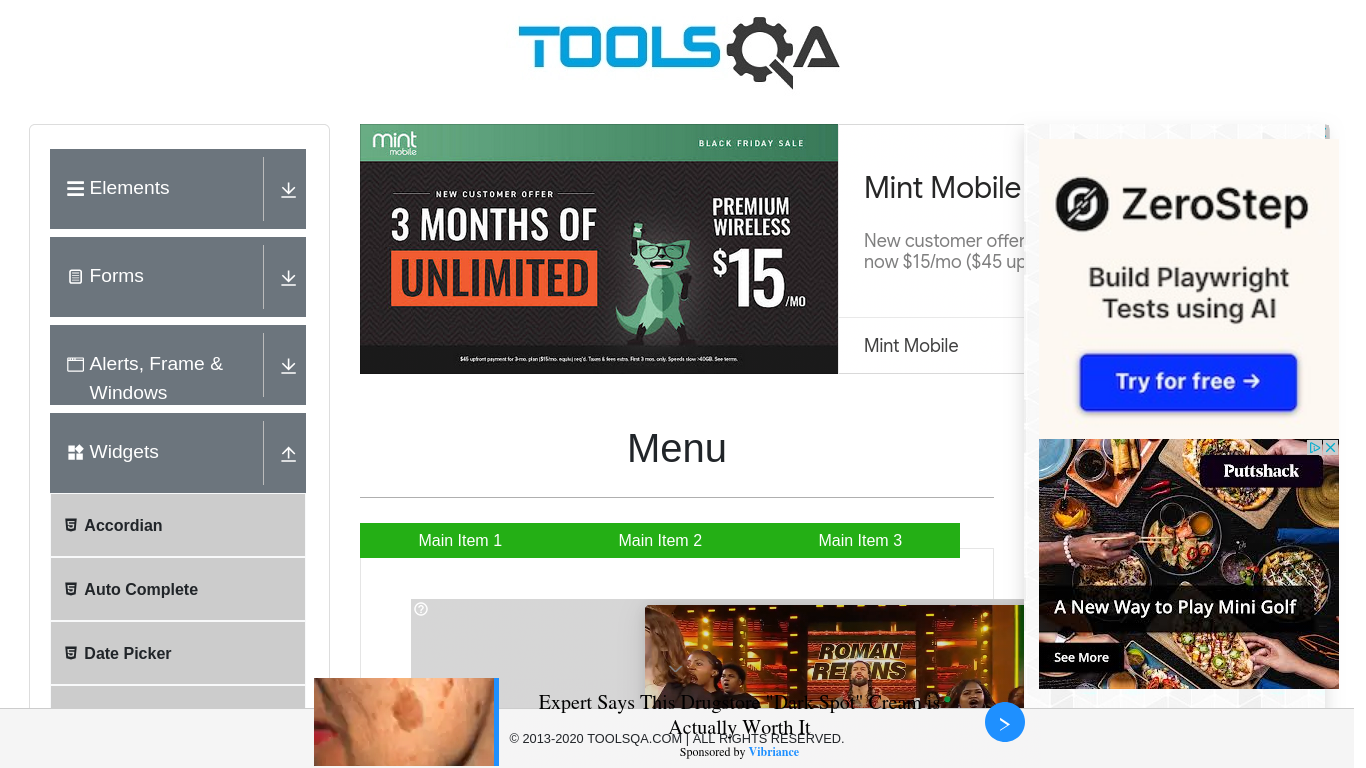 TOOLSQA
Elements
Forms
Alerts, Frame &
Windows
Widgets
Accordian
Auto Complete
Date Picker
mint
mobile
BLACK FRIDAY SALE
NEW CUSTOMER OFFER
3 MONTHS OF
UNLIMITED
PREMIUM
WIRELESS
$15/MO
$45 upfront payment for 3-mo. plan ($15/mo. equiv.) req'd. Taxes & fees extra. First 3 mos. only. Speeds slow >40GB. See terms.
Mint Mobile
New customer offer
now $15/mo ($45 up
Mint Mobile
Menu
Main Item 1
Main Item 2
Main Item 3
ROMAN
REIGNS
ZeroStep
Build Playwright
Tests using AI
Try for free →
Puttshack
A New Way to Play Mini Golf
See More
Expert Says This Drugstore "Dark Spot" Cream is
Actually Worth It
Sponsored by Vibriance
© 2013-2020 TOOLSQA.COM | ALL RIGHTS RESERVED.